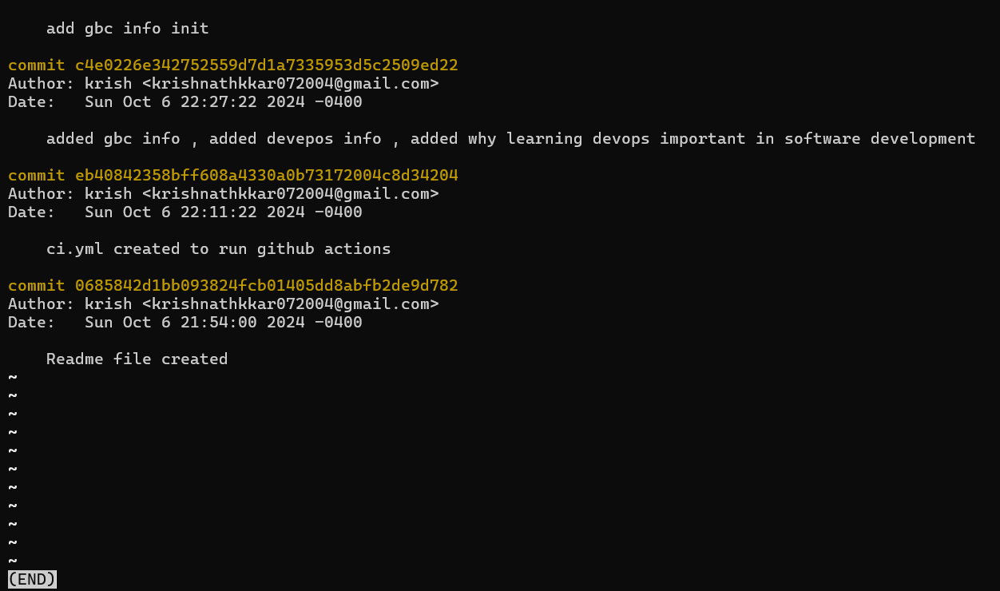 add gbc info init
commit c4e0226e342752559d7d1a7335953d5c2509ed22
Author: krish <krishnathkkar072004@gmail.com>
Date:   Sun Oct 6 22:27:22 2024 -0400
added gbc info , added devepos info , added why learning devops important in software development
commit eb40842358bff608a4330a0b73172004c8d34204
Author: krish <krishnathkkar072004@gmail.com>
Date:   Sun Oct 6 22:11:22 2024 -0400
ci.yml created to run github actions
commit 0685842d1bb093824fcb01405dd8abfb2de9d782
Author: krish <krishnathkkar072004@gmail.com>
Date:   Sun Oct 6 21:54:00 2024 -0400
Readme file created
~
~
~
~
~
~
~
~
~
~
~
(END)